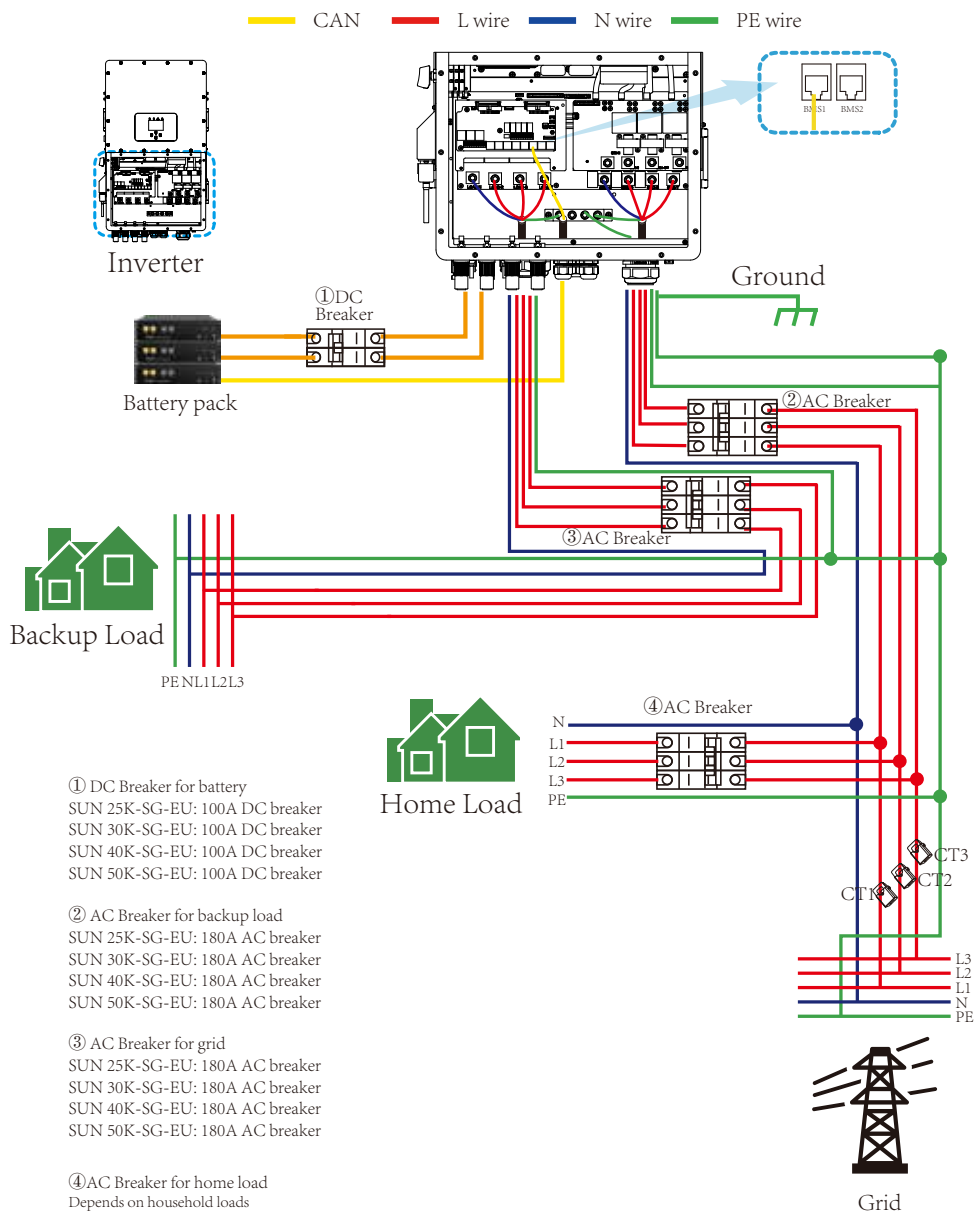 CAN L wire N wire PE wire
BMS1 BMS2
Inverter
Ground
①DC
Breaker
Battery pack
②AC Breaker
③AC Breaker
Backup Load
PE N L1 L2 L3
④AC Breaker
N
L1
L2
L3
PE
Home Load
① DC Breaker for battery
SUN 25K-SG-EU: 100A DC breaker
SUN 30K-SG-EU: 100A DC breaker
SUN 40K-SG-EU: 100A DC breaker
SUN 50K-SG-EU: 100A DC breaker
② AC Breaker for backup load
SUN 25K-SG-EU: 180A AC breaker
SUN 30K-SG-EU: 180A AC breaker
SUN 40K-SG-EU: 180A AC breaker
SUN 50K-SG-EU: 180A AC breaker
③ AC Breaker for grid
SUN 25K-SG-EU: 180A AC breaker
SUN 30K-SG-EU: 180A AC breaker
SUN 40K-SG-EU: 180A AC breaker
SUN 50K-SG-EU: 180A AC breaker
④AC Breaker for home load
Depends on household loads
CT3
CT2
CT1
L3
L2
L1
N
PE
Grid